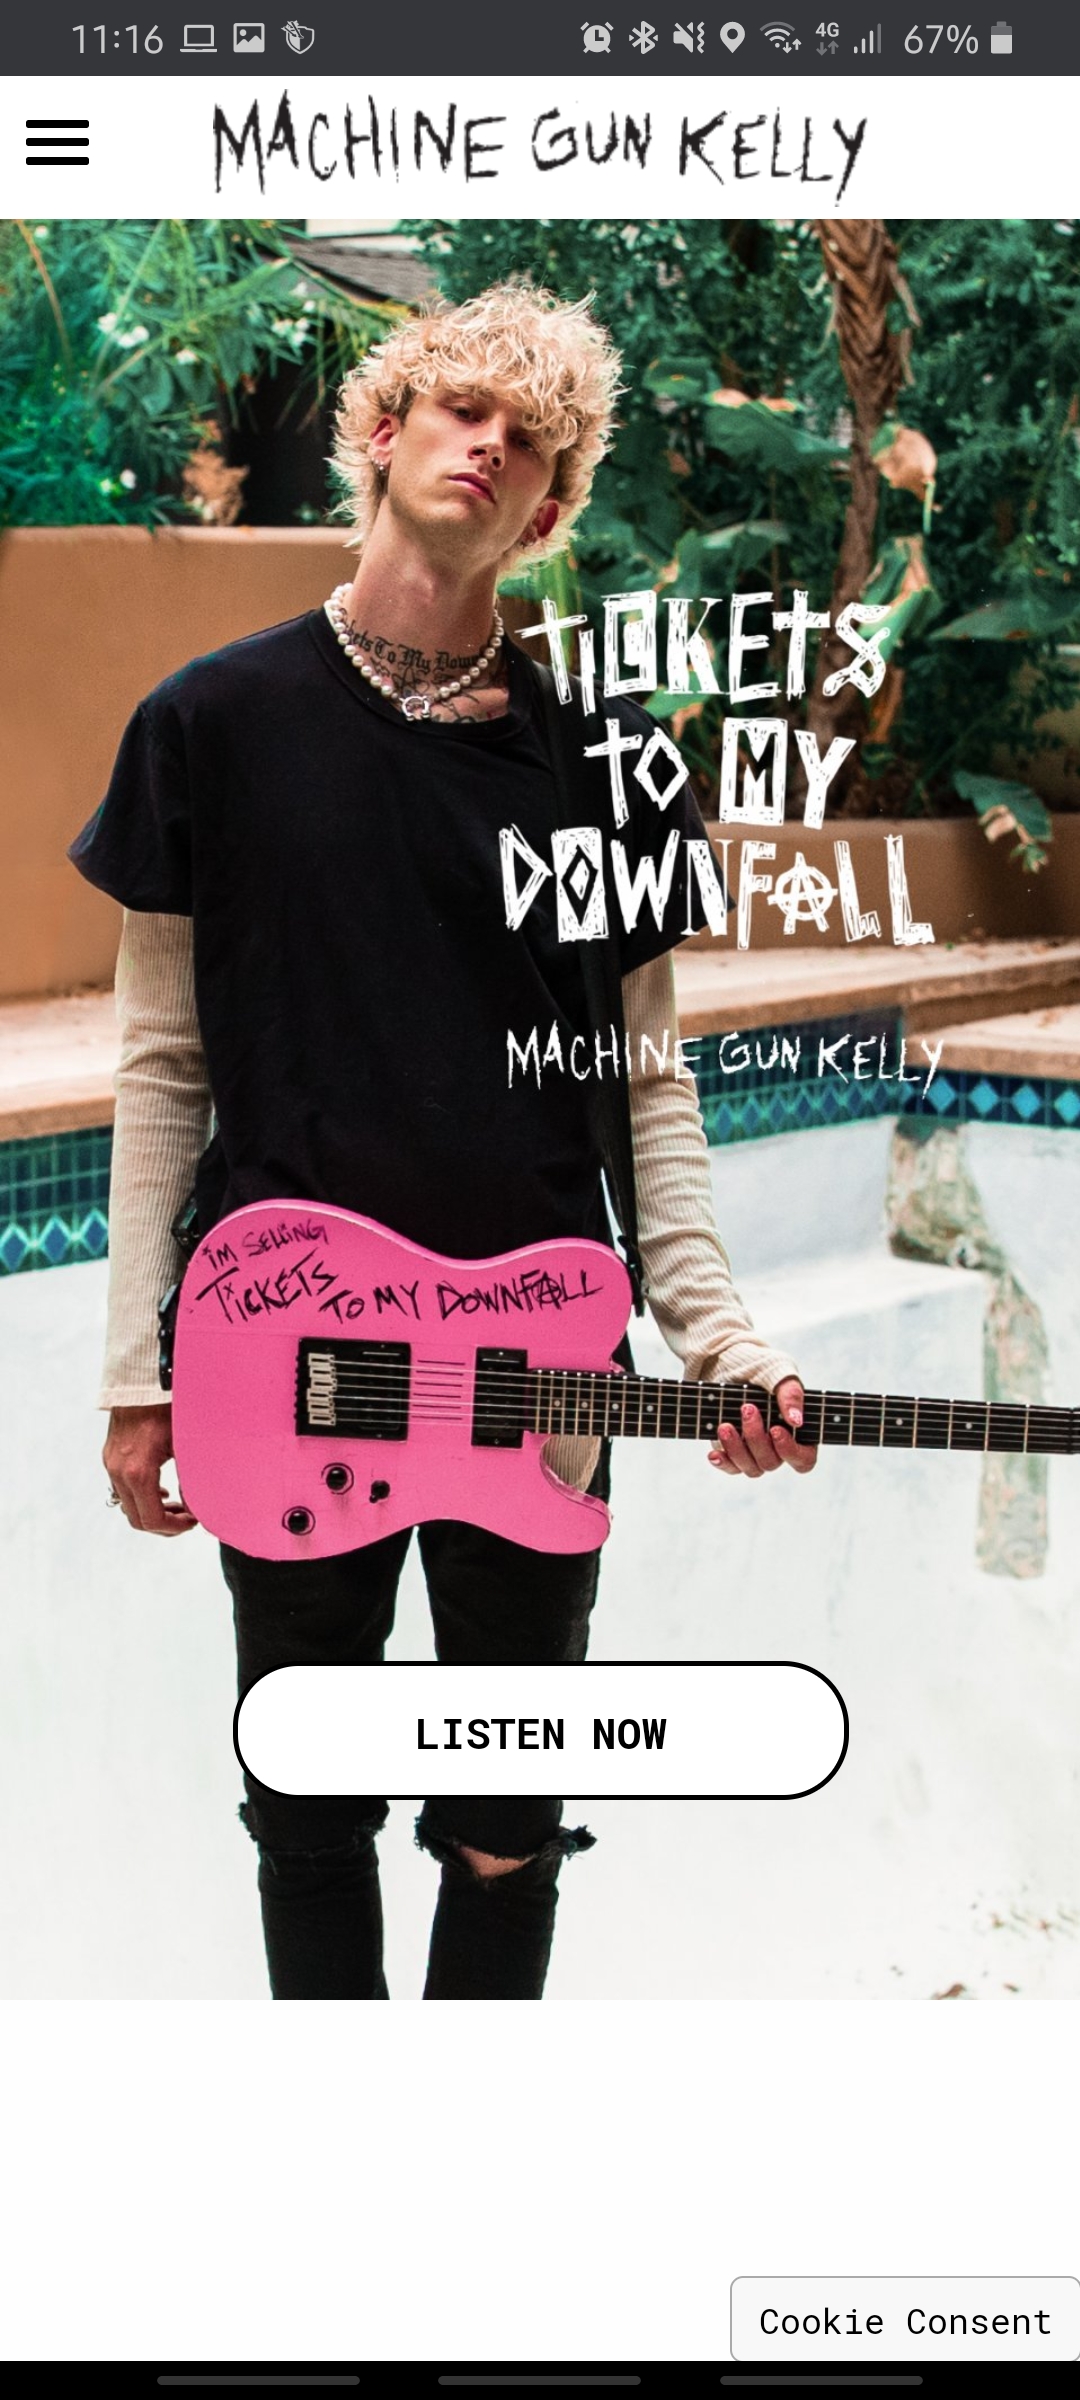 11:16
4G
67%
MACHINE GUN KELLY
TICKETS
TO MY
DOWNFALL
MACHINE GUN KELLY
I'M SELLING
TICKETS TO MY DOWNFALL
LISTEN NOW
Cookie Consent